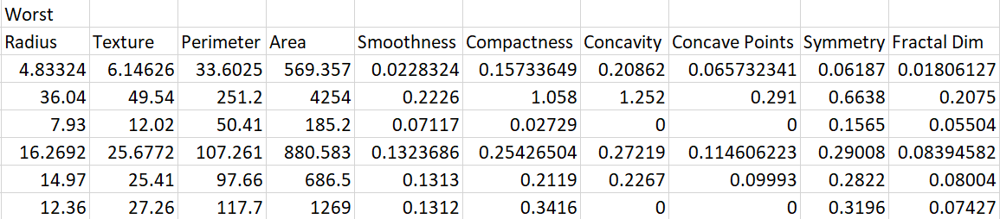 Worst
Radius Texture Perimeter Area Smoothness Compactness Concavity Concave Points Symmetry Fractal Dim
4.83324 6.14626 33.6025 569.357 0.0228324 0.15733649 0.20862 0.065732341 0.06187 0.01806127
36.04 49.54 251.2 4254 0.2226 1.058 1.252 0.291 0.6638 0.2075
7.93 12.02 50.41 185.2 0.07117 0.02729 0 0 0.1565 0.05504
16.2692 25.6772 107.261 880.583 0.1323686 0.25426504 0.27219 0.114606223 0.29008 0.08394582
14.97 25.41 97.66 686.5 0.1313 0.2119 0.2267 0.09993 0.2822 0.08004
12.36 27.26 117.7 1269 0.1312 0.3416 0 0 0.3196 0.07427